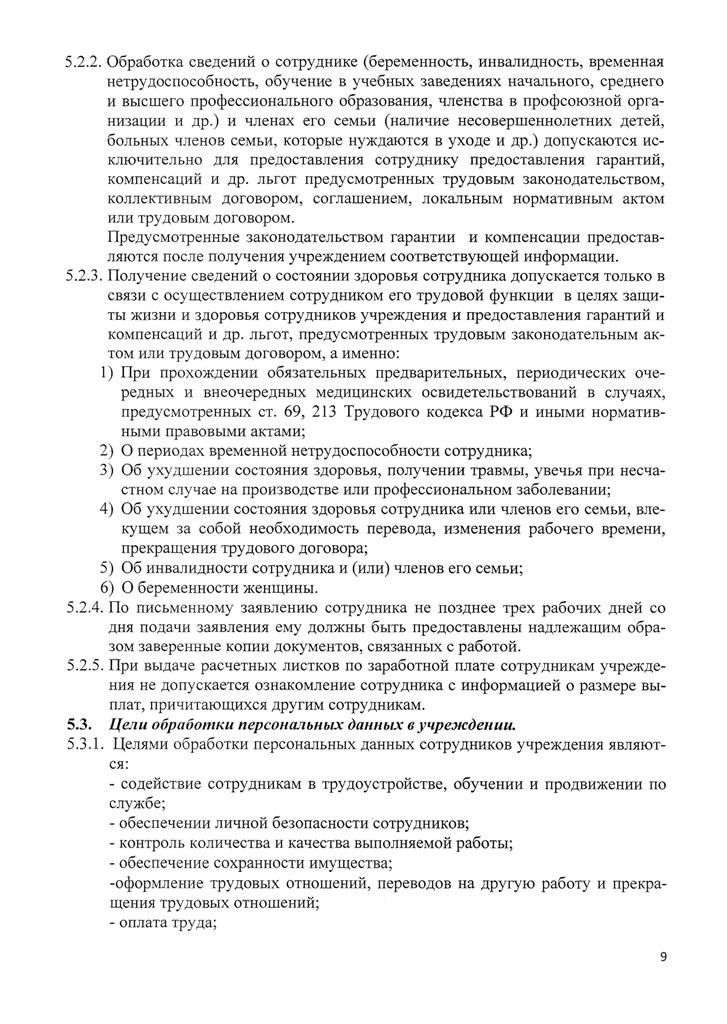 5.2.2. Обработка сведений о сотруднике (беременность, инвалидность, временная
нетрудоспособность, обучение в учебных заведениях начального, среднего
и высшего профессионального образования, членства в профсоюзной орга-
низации и др.) и членах его семьи (наличие несовершеннолетних детей,
больных членов семьи, которые нуждаются в уходе и др.) допускаются ис-
ключительно для предоставления сотруднику предоставления гарантий,
компенсаций и др. льгот предусмотренных трудовым законодательством,
коллективным договором, соглашением, локальным нормативным актом
или трудовым договором.
Предусмотренные законодательством гарантии и компенсации предостав-
ляются после получения учреждением соответствующей информации.
5.2.3. Получение сведений о состоянии здоровья сотрудника допускается только в
связи с осуществлением сотрудником его трудовой функции в целях защи-
ты жизни и здоровья сотрудников учреждения и предоставления гарантий и
компенсаций и др. льгот, предусмотренных трудовым законодательным ак-
том или трудовым договором, а именно:
1) При прохождении обязательных предварительных, периодических оче-
редных и внеочередных медицинских освидетельствований в случаях,
предусмотренных ст. 69, 213 Трудового кодекса РФ и иными норматив-
ными правовыми актами;
2) О периодах временной нетрудоспособности сотрудника;
3) Об ухудшении состояния здоровья, получении травмы, увечья при несча-
стном случае на производстве или профессиональном заболевании;
4) Об ухудшении состояния здоровья сотрудника или членов его семьи, вле-
кущем за собой необходимость перевода, изменения рабочего времени,
прекращения трудового договора;
5) Об инвалидности сотрудника и (или) членов его семьи;
6) О беременности женщины.
5.2.4. По письменному заявлению сотрудника не позднее трех рабочих дней со
дня подачи заявления ему должны быть предоставлены надлежащим обра-
зом заверенные копии документов, связанных с работой.
5.2.5. При выдаче расчетных листков по заработной плате сотрудникам учрежде-
ния не допускается ознакомление сотрудника с информацией о размере вы-
плат, причитающихся другим сотрудникам.
5.3. Цели обработки персональных данных в учреждении.
5.3.1. Целями обработки персональных данных сотрудников учреждения являют-
ся:
- содействие сотрудникам в трудоустройстве, обучении и продвижении по
службе;
- обеспечении личной безопасности сотрудников;
- контроль количества и качества выполняемой работы;
- обеспечение сохранности имущества;
-оформление трудовых отношений, переводов на другую работу и прекра-
щения трудовых отношений;
- оплата труда;
9